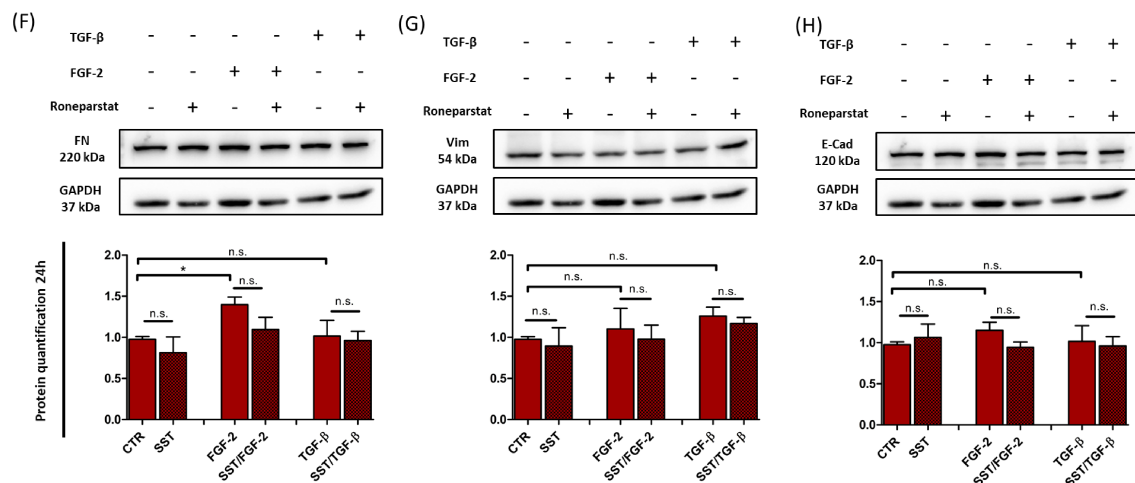 (F)
TGF-β - - - - + +
FGF-2 - - + + - -
Roneparstat - + - + - +
FN
220 kDa
GAPDH
37 kDa
Protein quantification 24h
2.0
1.5
1.0
0.5
0.0
n.s.
*
n.s.
n.s.
n.s.
CTR
SST
FGF-2
SST/FGF-2
TGF-β
SST/TGF-β
(G)
TGF-β - - - - + +
FGF-2 - - + + - -
Roneparstat - + - + - +
Vim
54 kDa
GAPDH
37 kDa
2.0
1.5
1.0
0.5
0.0
n.s.
n.s.
n.s.
n.s.
n.s.
CTR
SST
FGF-2
SST/FGF-2
TGF-β
SST/TGF-β
(H)
TGF-β - - - - + +
FGF-2 - - + + - -
Roneparstat - + - + - +
E-Cad
120 kDa
GAPDH
37 kDa
2.0
1.5
1.0
0.5
0.0
n.s.
n.s.
n.s.
n.s.
n.s.
CTR
SST
FGF-2
SST/FGF-2
TGF-β
SST/TGF-β